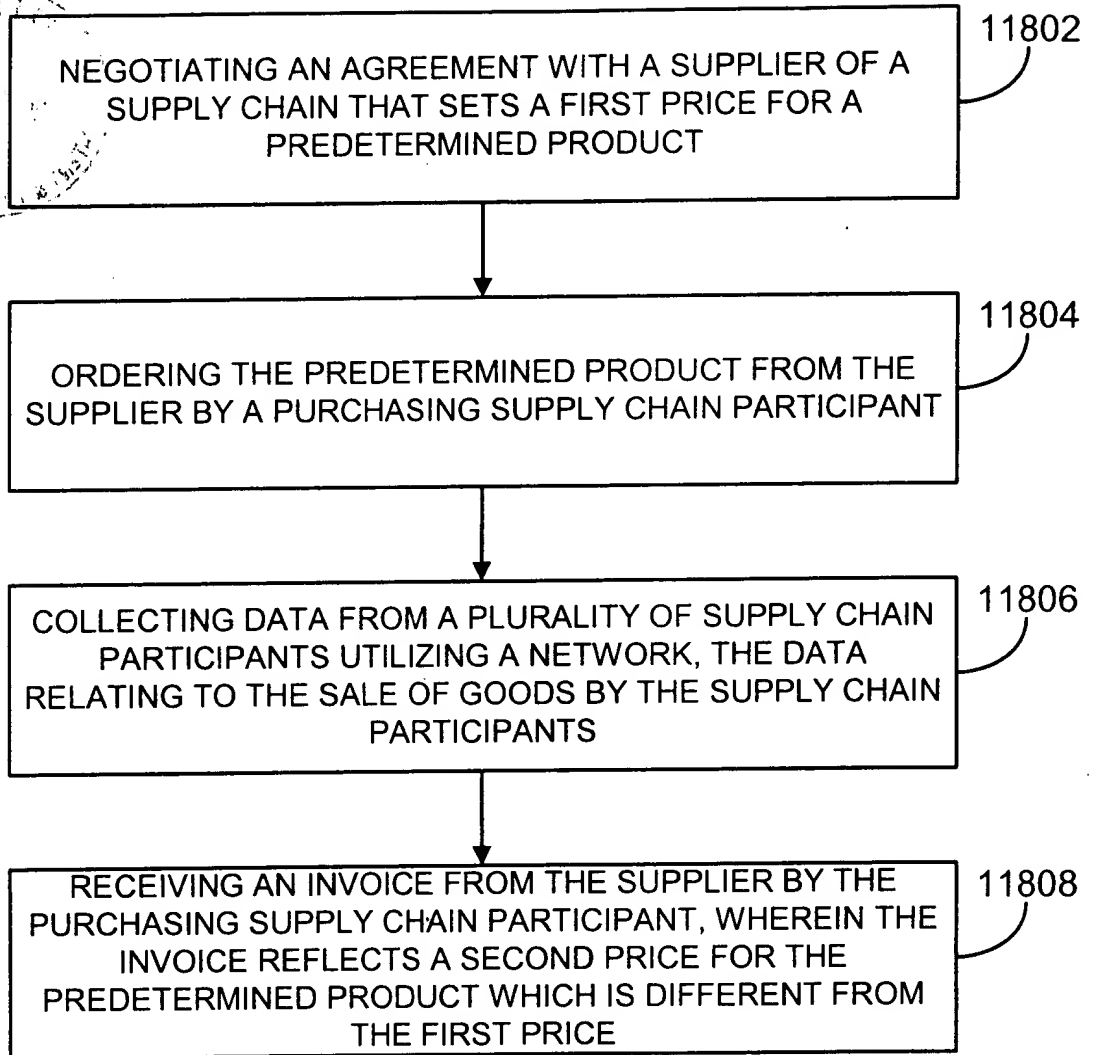 11802
NEGOTIATING AN AGREEMENT WITH A SUPPLIER OF A
SUPPLY CHAIN THAT SETS A FIRST PRICE FOR A
PREDETERMINED PRODUCT
11804
ORDERING THE PREDETERMINED PRODUCT FROM THE
SUPPLIER BY A PURCHASING SUPPLY CHAIN PARTICIPANT
11806
COLLECTING DATA FROM A PLURALITY OF SUPPLY CHAIN
PARTICIPANTS UTILIZING A NETWORK, THE DATA
RELATING TO THE SALE OF GOODS BY THE SUPPLY CHAIN
PARTICIPANTS
11808
RECEIVING AN INVOICE FROM THE SUPPLIER BY THE
PURCHASING SUPPLY CHAIN PARTICIPANT, WHEREIN THE
INVOICE REFLECTS A SECOND PRICE FOR THE
PREDETERMINED PRODUCT WHICH IS DIFFERENT FROM
THE FIRST PRICE